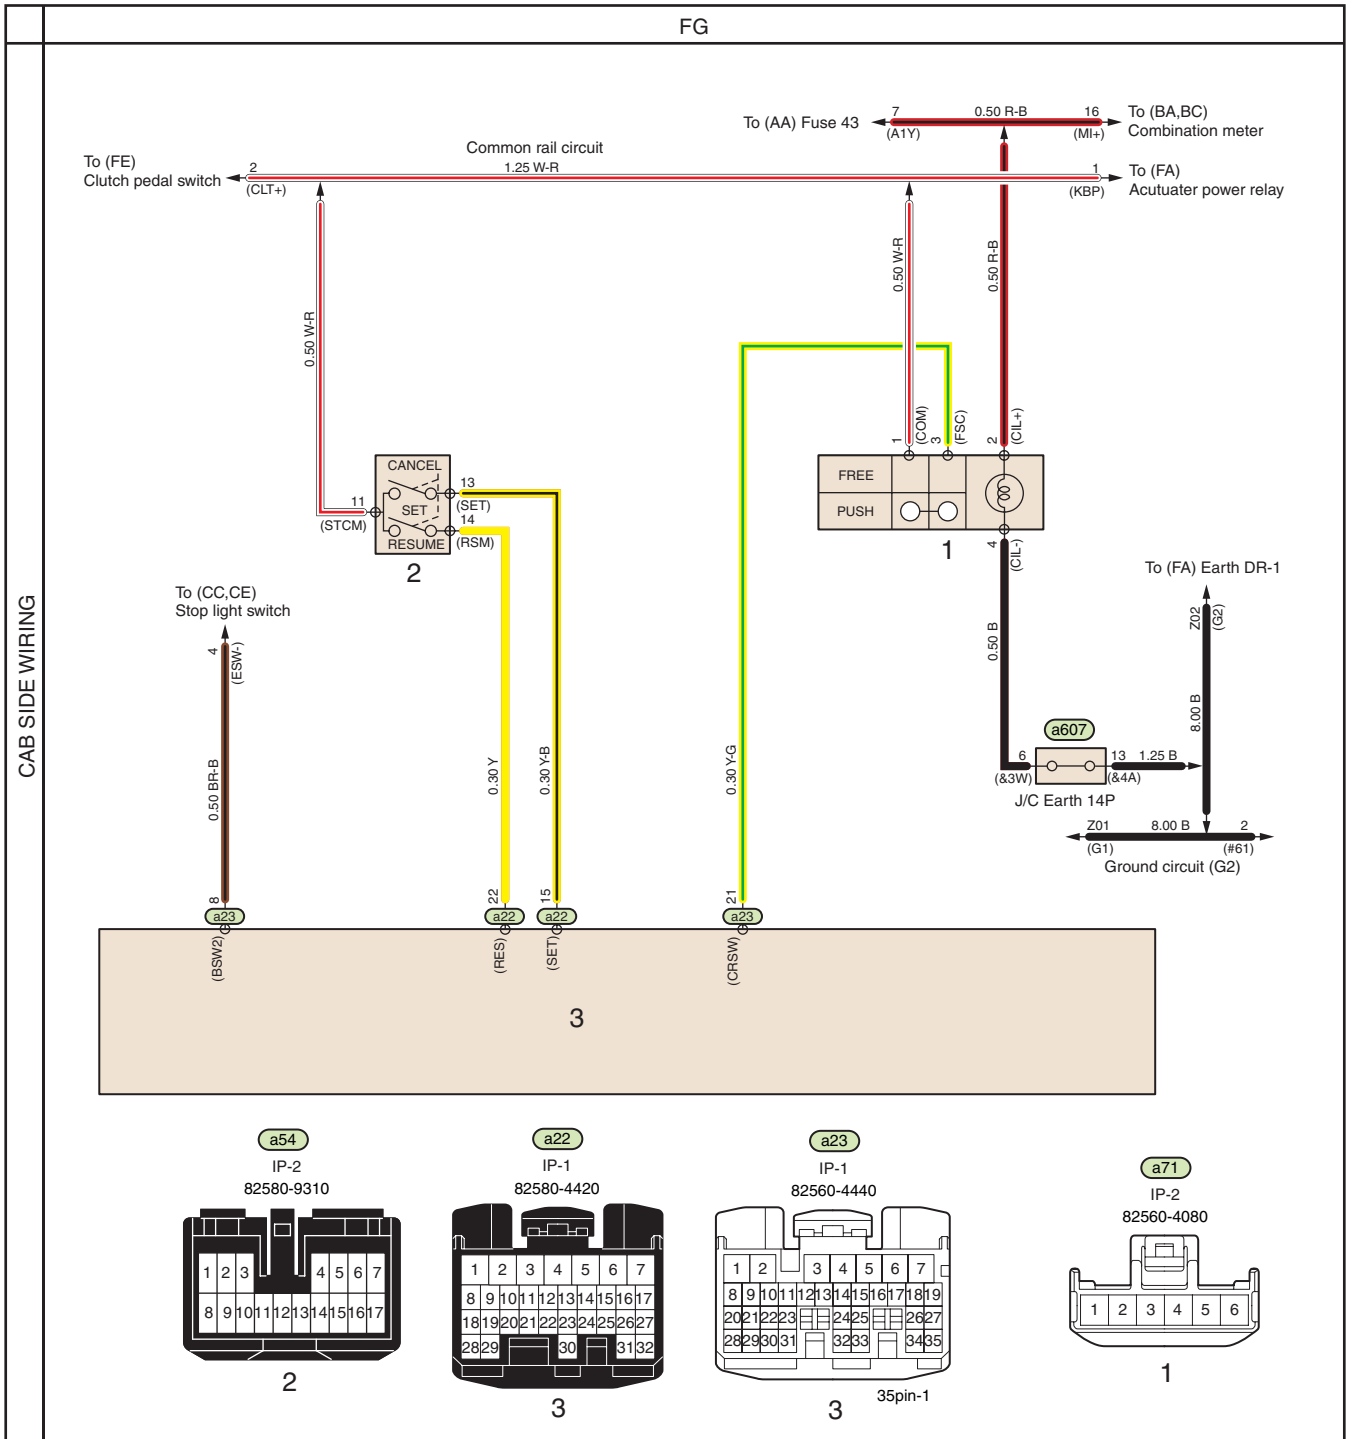 FG
CAB SIDE WIRING
To (AA) Fuse 43
7
0.50 R-B
16
(A1Y)
(MI+)
To (BA,BC)
Combination meter
To (FE)
Clutch pedal switch
2
(CLT+)
Common rail circuit
1.25 W-R
1
(KBP)
To (FA)
Acutuater power relay
0.50 W-R
0.50 W-R
0.50 R-B
1
(COM)
3
(FSC)
2
(CIL+)
FREE
PUSH
1
4
(CIL-)
CANCEL
SET
RESUME
11
(STCM)
13
(SET)
14
(RSM)
2
To (CC,CE)
Stop light switch
4
(ESW-)
0.50 BR-B
8
a23
(BSW2)
0.30 Y
22
a22
(RES)
0.30 Y-B
15
a22
(SET)
0.30 Y-G
21
a23
(CRSW)
0.50 B
To (FA) Earth DR-1
Z02
(G2)
8.00 B
a607
6
(&3W)
13
1.25 B
(&4A)
J/C Earth 14P
Z01
8.00 B
2
(G1)
(#61)
Ground circuit (G2)
3
a54
IP-2
82580-9310
1 2 3 4 5 6 7
8 9 10 11 12 13 14 15 16 17
2
a22
IP-1
82580-4420
1 2 3 4 5 6 7
8 9 10 11 12 13 14 15 16 17
18 19 20 21 22 23 24 25 26 27
28 29 30 31 32
3
a23
IP-1
82560-4440
1 2 3 4 5 6 7
8 9 10 11 12 13 14 15 16 17 18 19
20 21 22 23 24 25 26 27
28 29 30 31 32 33 34 35
35pin-1
3
a71
IP-2
82560-4080
1 2 3 4 5 6
1